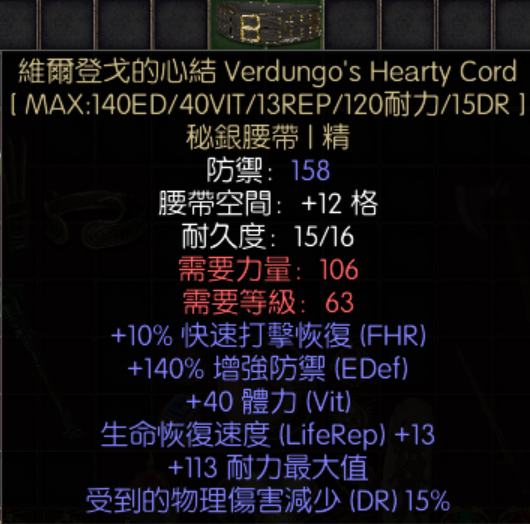 維爾登戈的心結 Verdungo's Hearty Cord
[ MAX:140ED/40VIT/13REP/120耐力/15DR ]
秘銀腰帶 | 精
防禦: 158
腰帶空間: +12 格
耐久度: 15/16
需要力量: 106
需要等級: 63
+10% 快速打擊恢復 (FHR)
+140% 增強防禦 (EDef)
+40 體力 (Vit)
生命恢復速度 (LifeRep) +13
+113 耐力最大值
受到的物理傷害減少 (DR) 15%